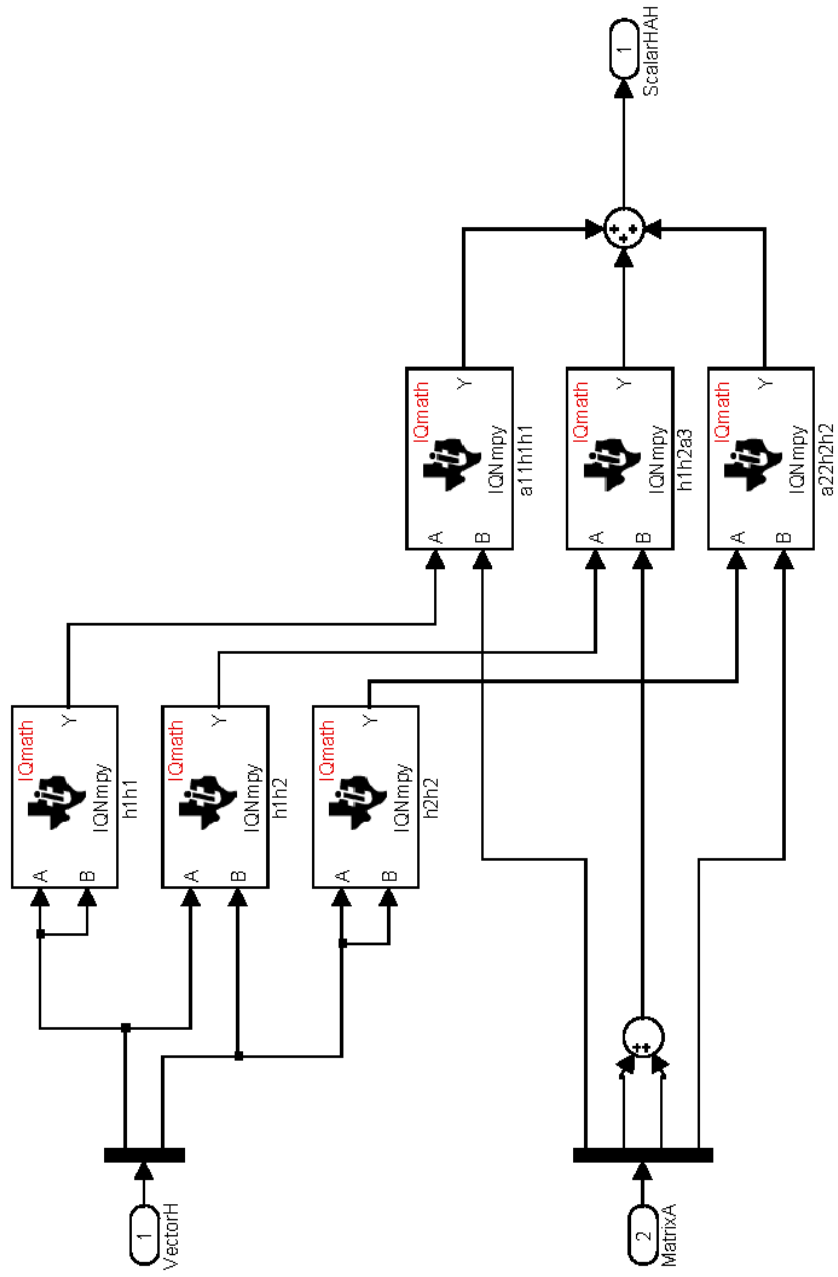 1
VectorH
2
MatrixA
A
B
IQmath
Y
IQNmpy
h1h1
A
B
IQmath
Y
IQNmpy
h1h2
A
B
IQmath
Y
IQNmpy
h2h2
++
A
B
IQmath
Y
IQNmpy
a11h1h1
A
B
IQmath
Y
IQNmpy
h1h2a3
A
B
IQmath
Y
IQNmpy
a22h2h2
+++
1
ScalarHAH